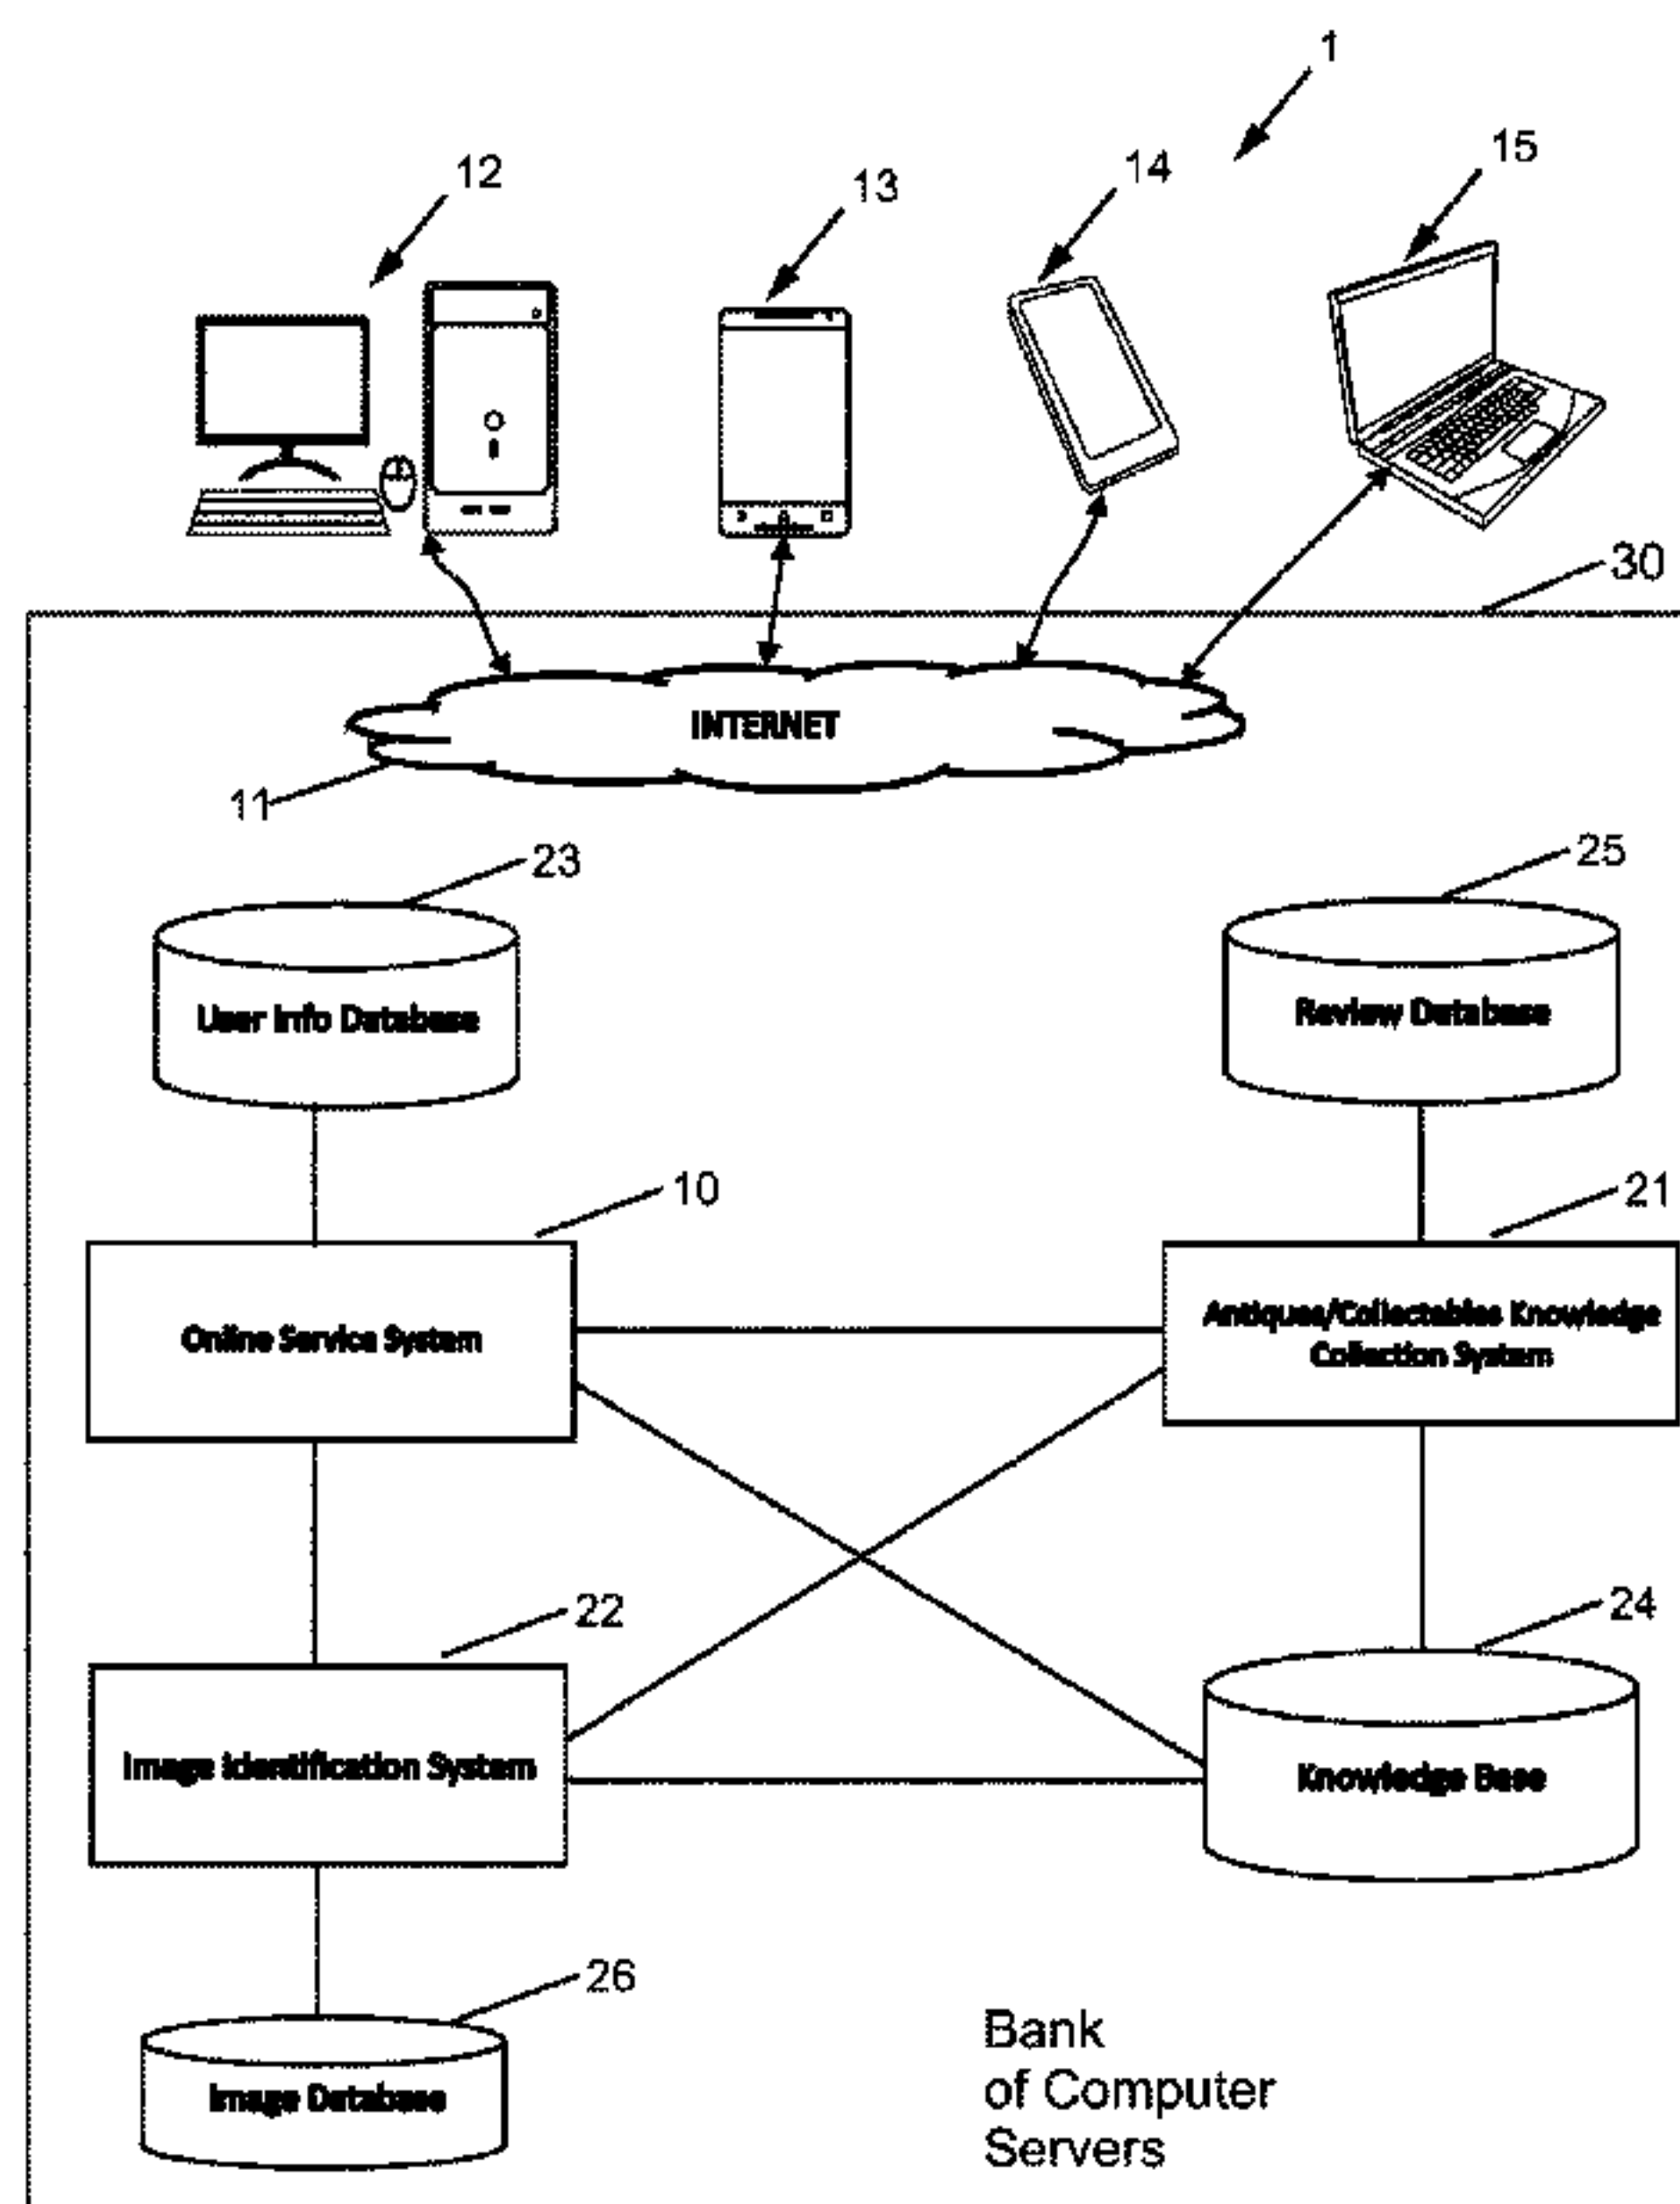 1
12
13
14
15
30
INTERNET
11
23
25
User Info Database
Review Database
10
21
Online Service System
Antiques/Collectables Knowledge
Collection System
22
24
Image Identification System
Knowledge Base
26
Image Database
Bank
of Computer
Servers